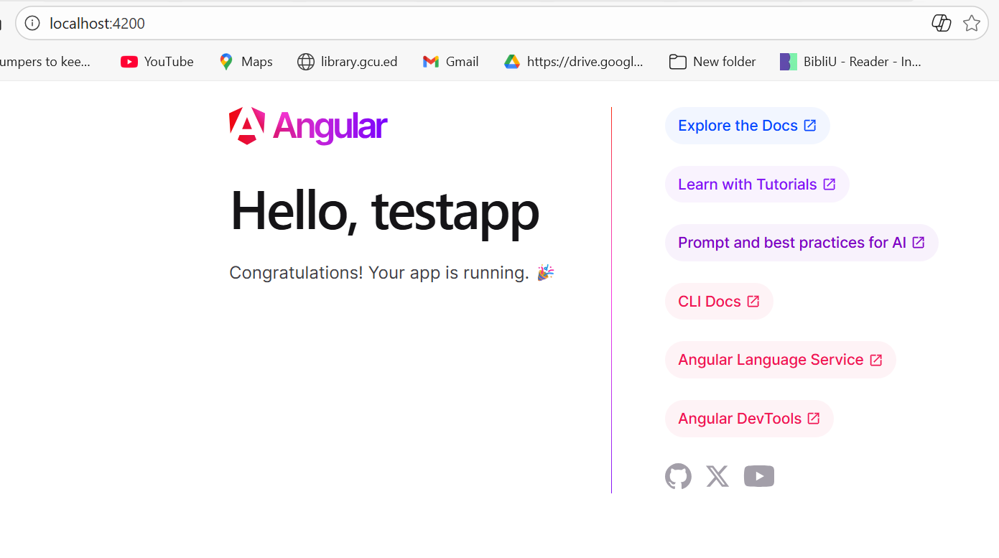 localhost:4200
umpers to kee...
YouTube
Maps
library.gcu.ed
Gmail
https://drive.googl...
New folder
BibliU - Reader - In...
Angular
Hello, testapp
Congratulations! Your app is running. 🎉
Explore the Docs
Learn with Tutorials
Prompt and best practices for AI
CLI Docs
Angular Language Service
Angular DevTools